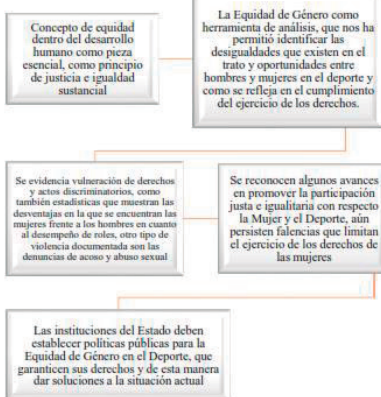 Concepto de equidad
dentro del desarrollo
humano como pieza
esencial, como principio
de justicia e igualdad
sustancial
La Equidad de Género como
herramienta de análisis, que nos ha
permitió identificar las
desigualdades que existen en el
trato y oportunidades entre
hombres y mujeres en el deporte y
como se refleja en el cumplimiento
del ejercicio de los derechos.
Se evidencia vulneración de derechos
y actos discriminatorios, como
también estadísticas que muestran las
desventajas en la que se encuentran las
mujeres frente a los hombres en cuanto
al desempeño de roles, otro tipo de
violencia documentada son las
denuncias de acoso y abuso sexual
Se reconocen algunos avances
en promover la participación
justa e igualitaria con respecto
la Mujer y el Deporte, aún
persisten falencias que limitan
el ejercicio de los derechos de
las mujeres
Las instituciones del Estado deben
establecer políticas públicas para la
Equidad de Género en el Deporte, que
garanticen sus derechos y de esta manera
dar soluciones a la situación actual